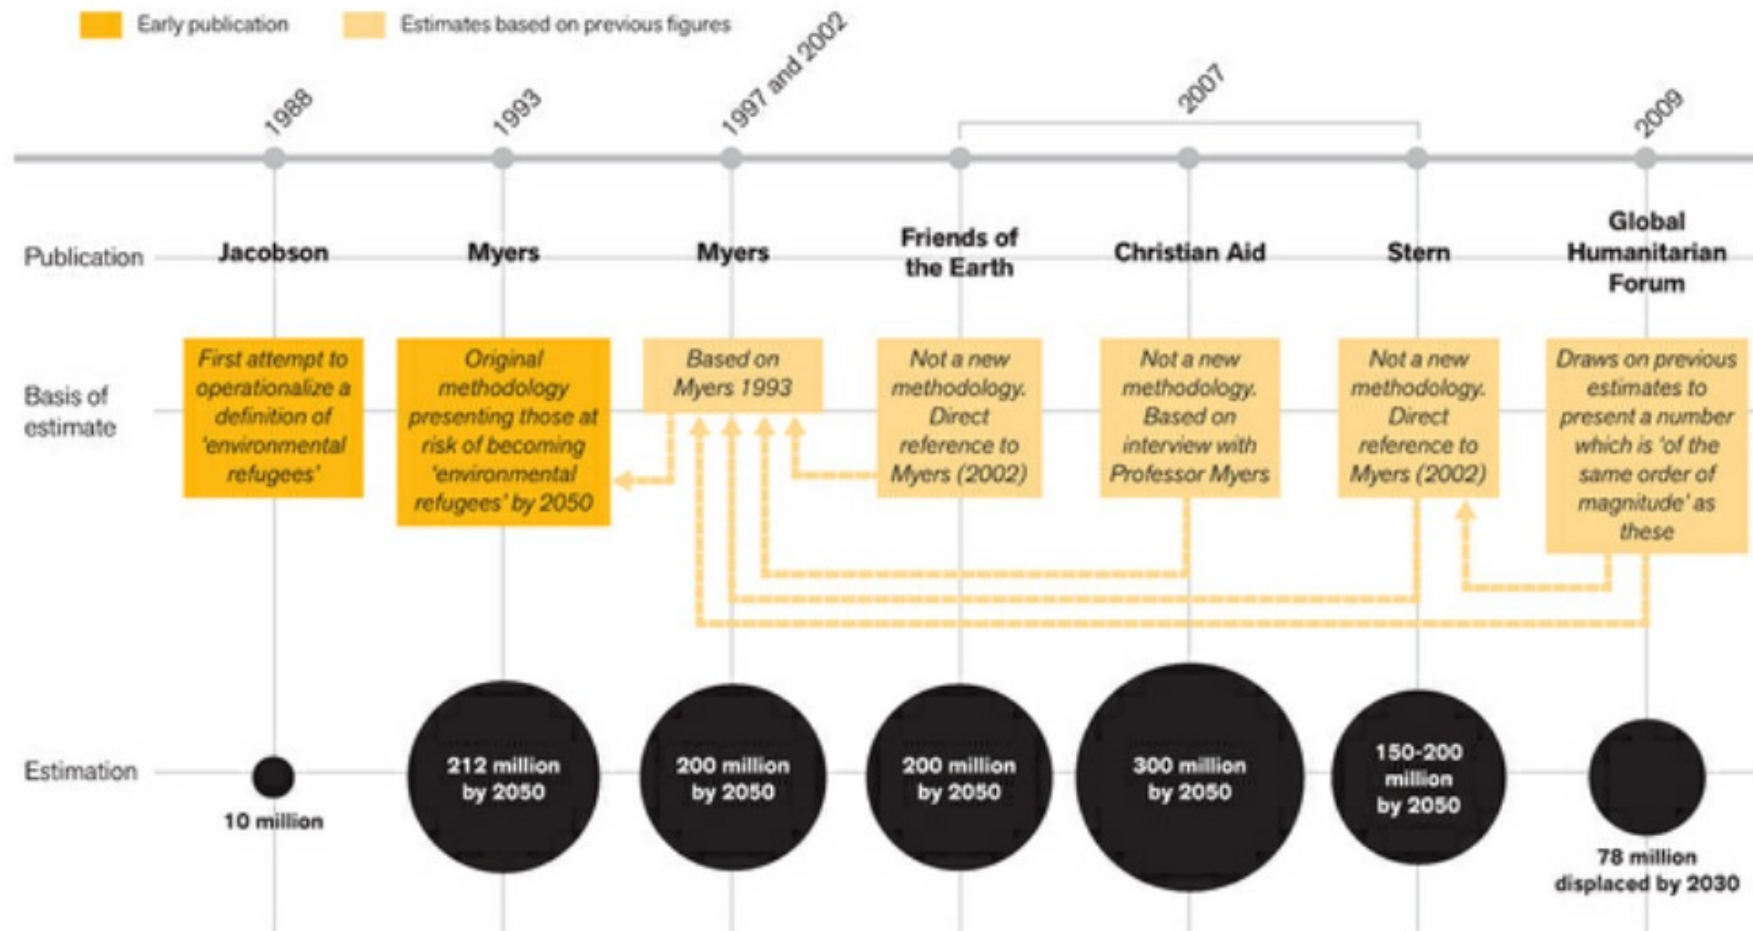 Early publication
Estimates based on previous figures
1988
1993
1997 and 2002
2007
2009
Publication
Jacobson
Myers
Myers
Friends of
the Earth
Christian Aid
Stern
Global
Humanitarian
Forum
Basis of
estimate
First attempt to
operationalize a
definition of
'environmental
refugees'
Original
methodology
presenting those at
risk of becoming
'environmental
refugees' by 2050
Based on
Myers 1993
Not a new
methodology.
Direct
reference to
Myers (2002)
Not a new
methodology.
Based on
interview with
Professor Myers
Not a new
methodology.
Direct
reference to
Myers (2002)
Draws on previous
estimates to
present a number
which is 'of the
same order of
magnitude' as
these
Estimation
10 million
212 million
by 2050
200 million
by 2050
200 million
by 2050
300 million
by 2050
150-200
million
by 2050
78 million
displaced by 2030